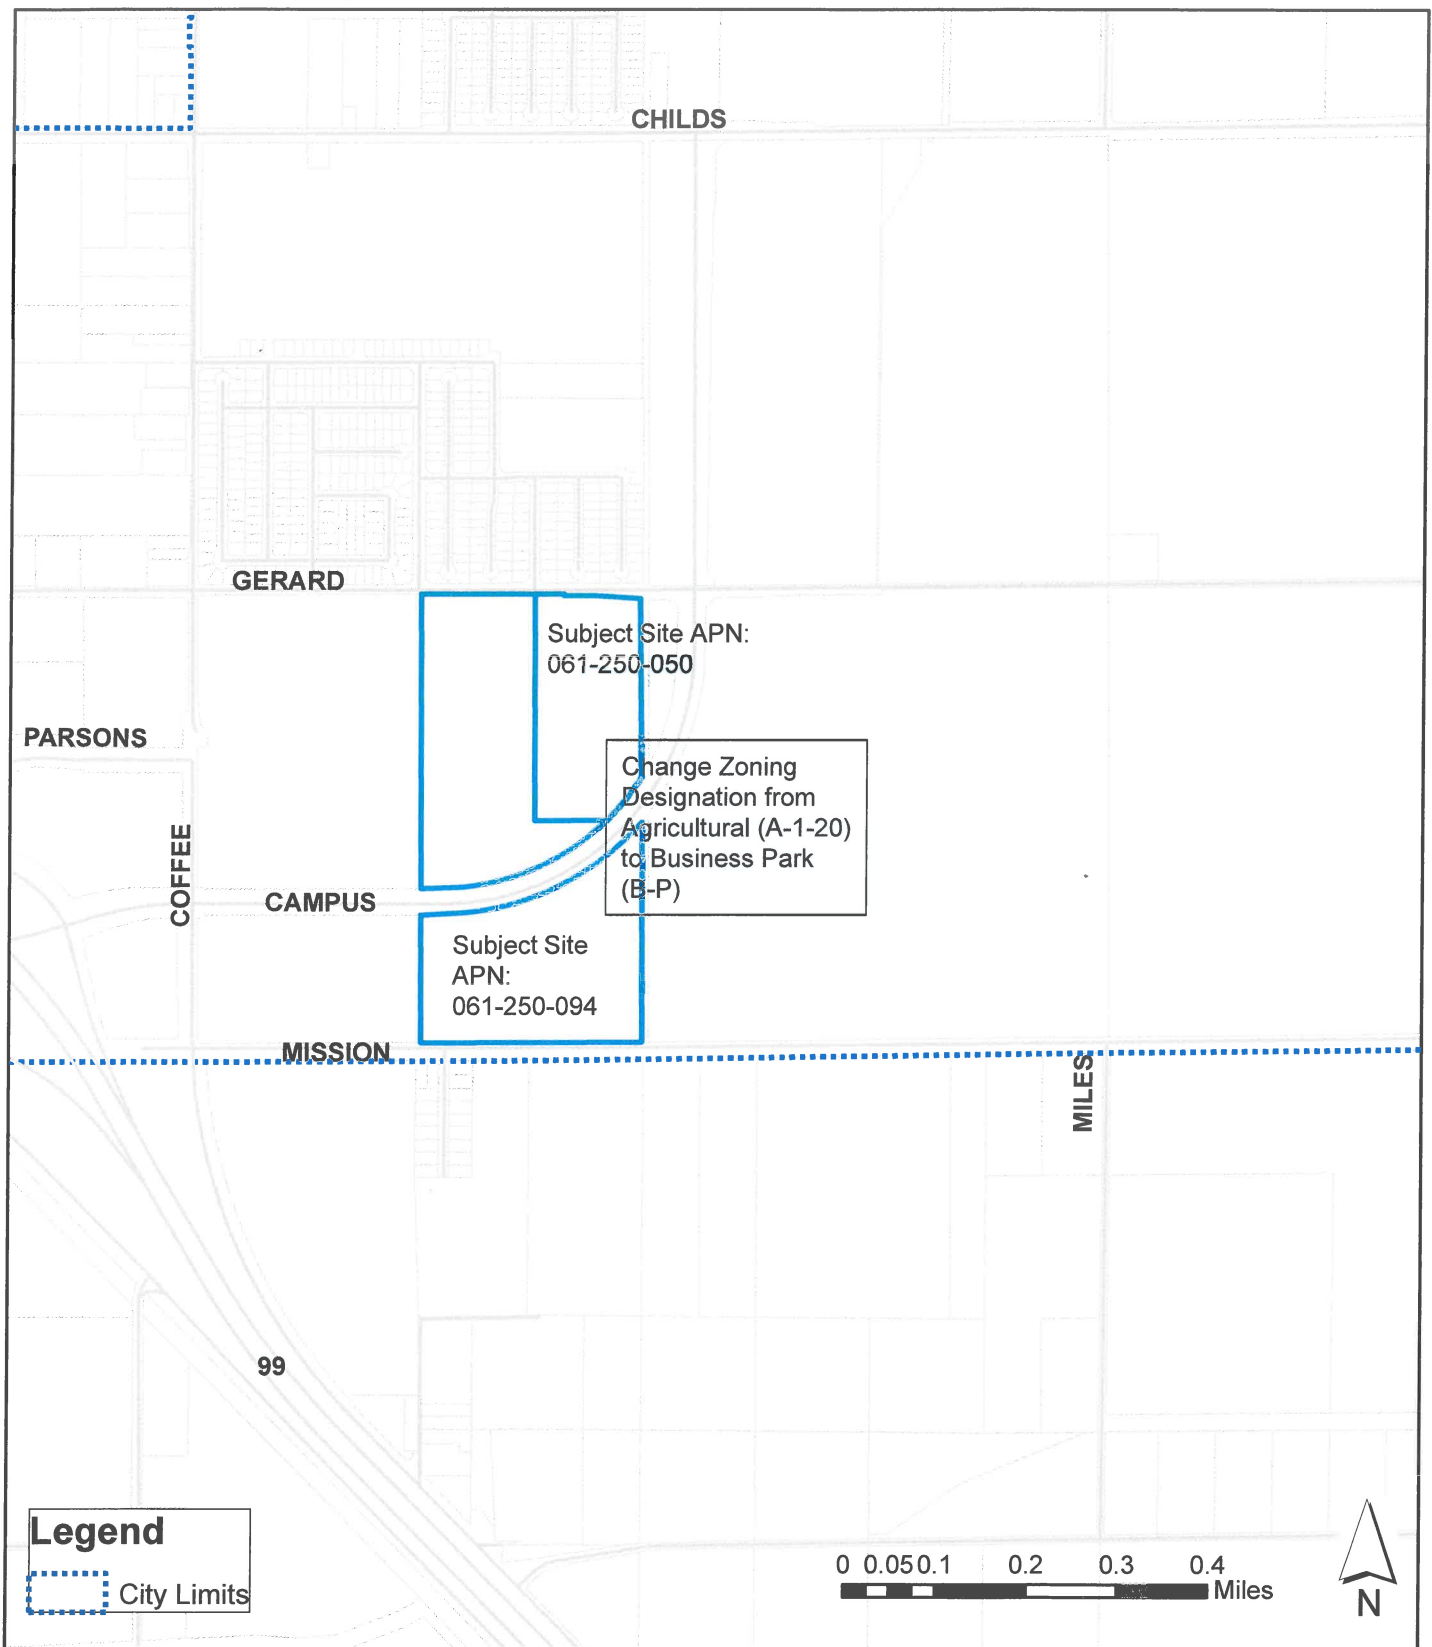 CHILDS
GERARD
Subject Site APN:
061-250-050
PARSONS
Change Zoning
Designation from
Agricultural (A-1-20)
to Business Park
(B-P)
COFFEE
CAMPUS
Subject Site
APN:
061-250-094
MISSION
MILES
99
Legend
City Limits
0 0.05 0.1 0.2 0.3 0.4
Miles
N